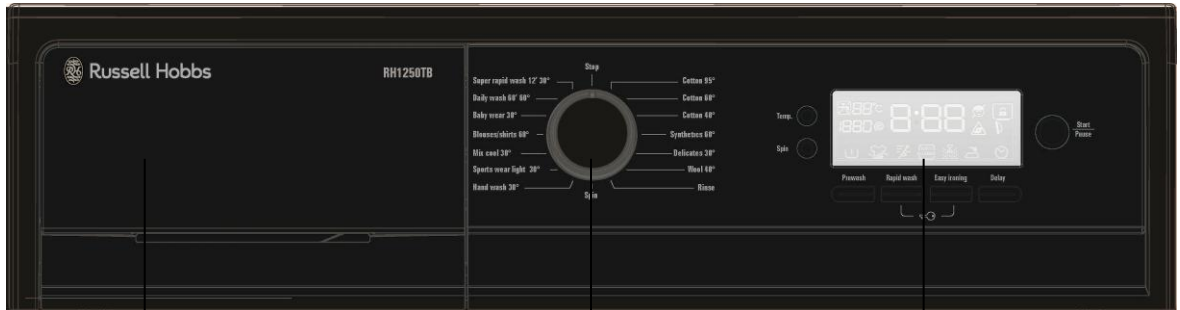 Russell Hobbs
RH1250TB
Stop
Super rapid wash 12' 30°
Daily wash 60' 60°
Baby wear 30°
Blouses/shirts 60°
Mix cool 30°
Sports wear light 30°
Hand wash 30°
Spin
Cotton 95°
Cotton 60°
Cotton 40°
Synthetics 60°
Delicates 30°
Wool 40°
Rinse
Temp.
Spin
8:88
Start
Pause
Prewash Rapid wash Easy ironing Delay